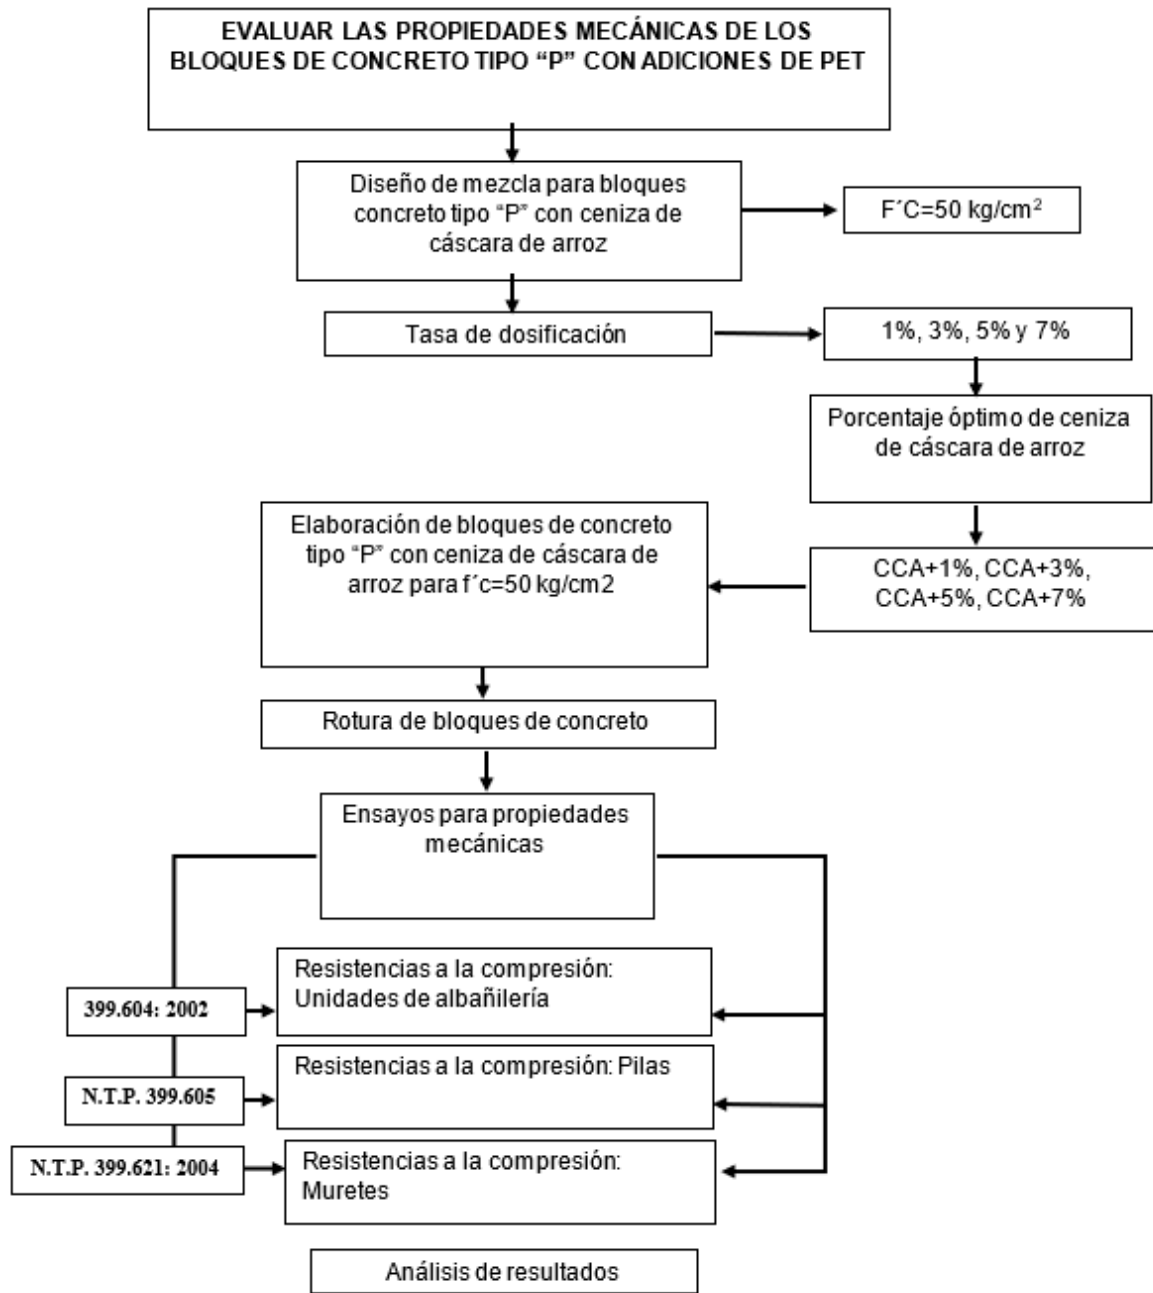 EVALUAR LAS PROPIEDADES MECÁNICAS DE LOS
BLOQUES DE CONCRETO TIPO “P” CON ADICIONES DE PET
Diseño de mezcla para bloques
concreto tipo “P” con ceniza de
cáscara de arroz
F´C=50 kg/cm²
Tasa de dosificación
1%, 3%, 5% y 7%
Porcentaje óptimo de ceniza
de cáscara de arroz
Elaboración de bloques de concreto
tipo “P” con ceniza de cáscara de
arroz para f´c=50 kg/cm2
CCA+1%, CCA+3%,
CCA+5%, CCA+7%
Rotura de bloques de concreto
Ensayos para propiedades
mecánicas
Resistencias a la compresión:
Unidades de albañilería
399.604: 2002
Resistencias a la compresión: Pilas
N.T.P. 399.605
Resistencias a la compresión:
Muretes
N.T.P. 399.621: 2004
Análisis de resultados